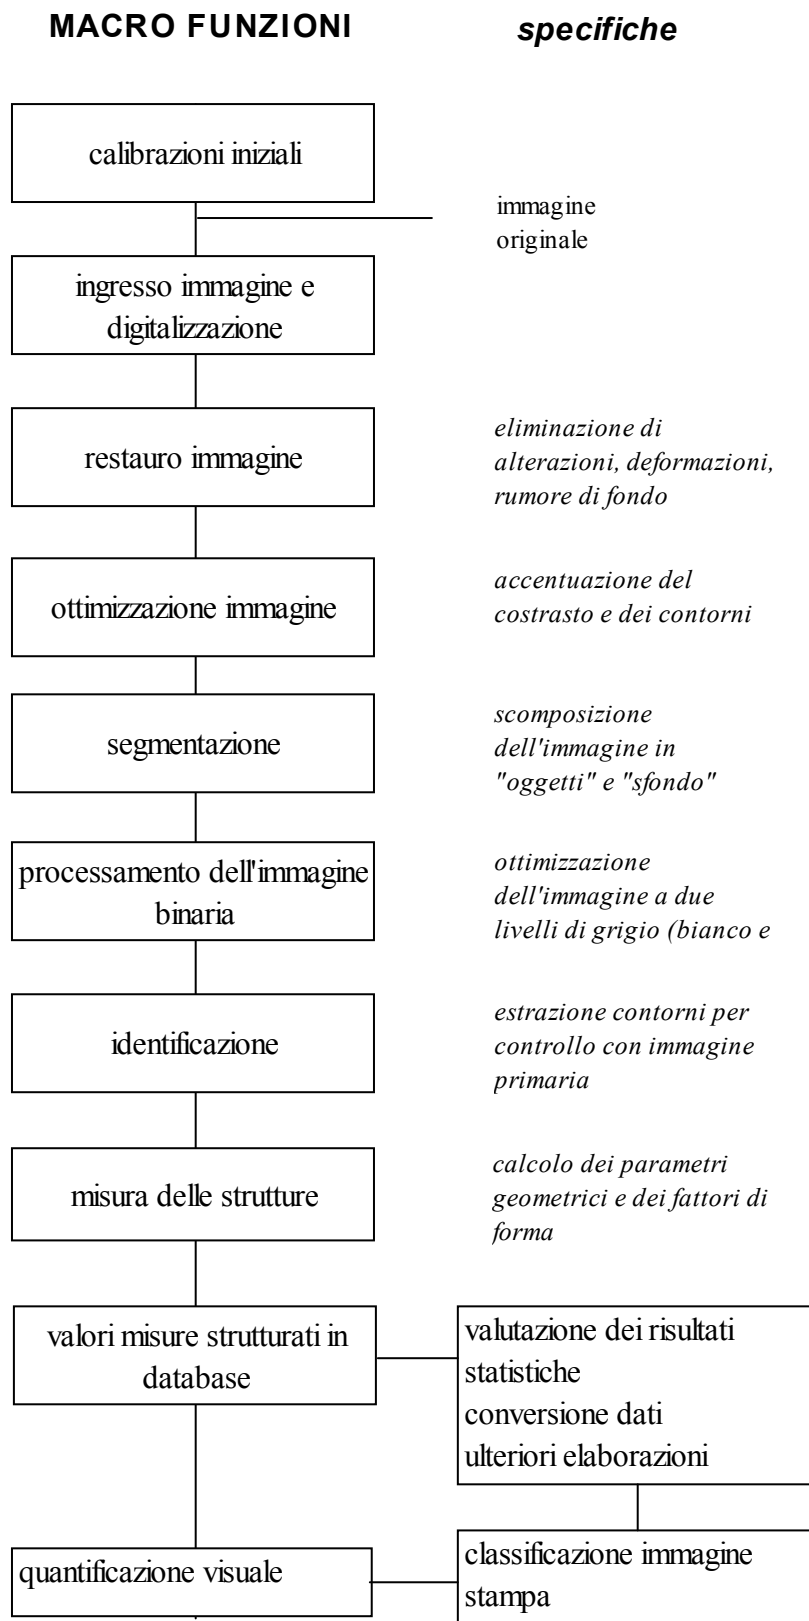 MACRO FUNZIONI
specifiche
calibrazioni iniziali
immagine
originale
ingresso immagine e
digitalizzazione
restauro immagine
eliminazione di
alterazioni, deformazioni,
rumore di fondo
ottimizzazione immagine
accentuazione del
costrasto e dei contorni
segmentazione
scomposizione
dell'immagine in
"oggetti" e "sfondo"
processamento dell'immagine
binaria
ottimizzazione
dell'immagine a due
livelli di grigio (bianco e
identificazione
estrazione contorni per
controllo con immagine
primaria
misura delle strutture
calcolo dei parametri
geometrici e dei fattori di
forma
valori misure strutturati in
database
valutazione dei risultati
statistiche
conversione dati
ulteriori elaborazioni
quantificazione visuale
classificazione immagine
stampa